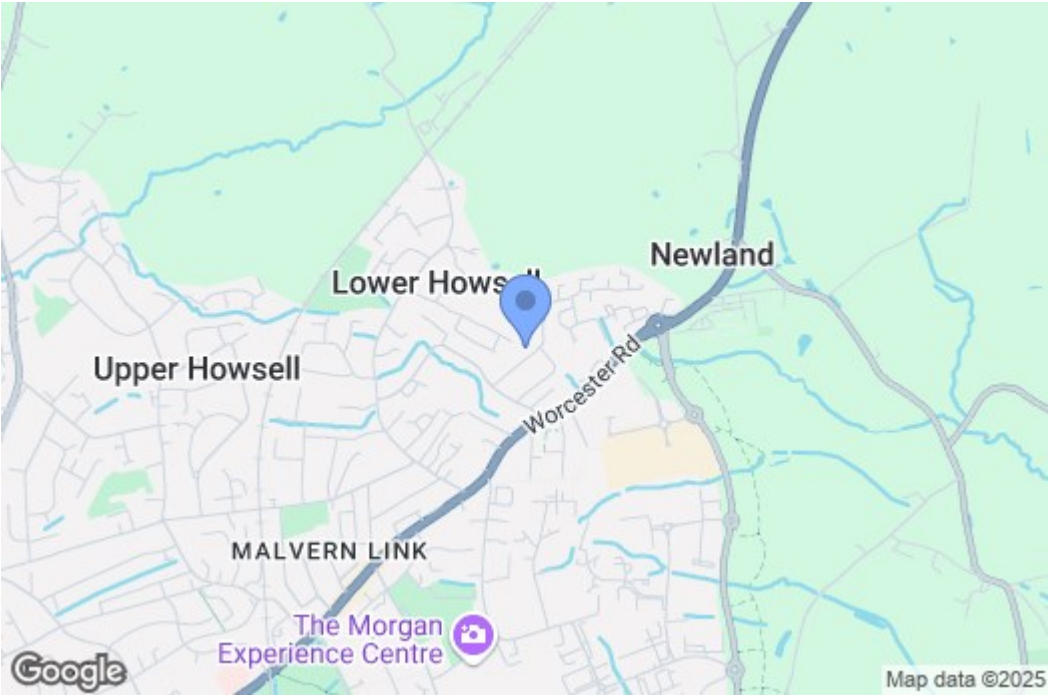 Newland
Lower Howsell
Upper Howsell
Worcester Rd
MALVERN LINK
The Morgan
Experience Centre
Google
Map data ©2025